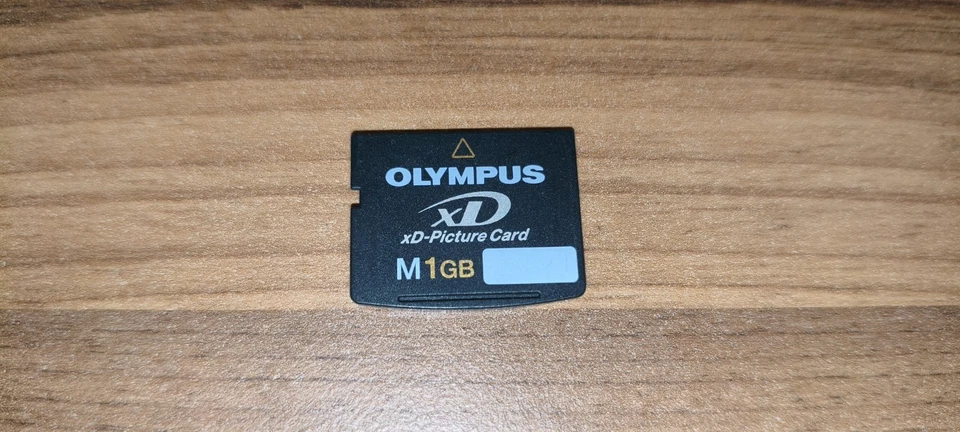 OLYMPUS
xD
xD-Picture Card
M1GB